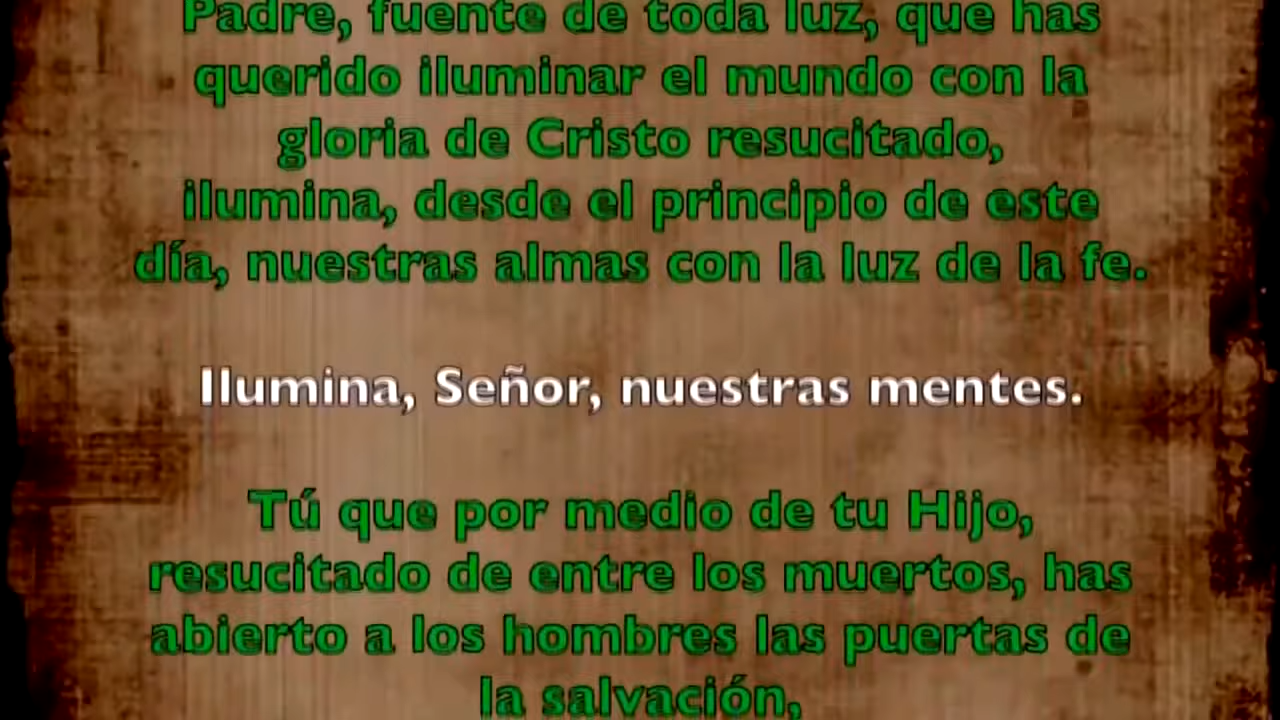 Padre, fuente de toda luz, que has
querido iluminar el mundo con la
gloria de Cristo resucitado,
ilumina, desde el principio de este
día, nuestras almas con la luz de la fe.
Ilumina, Señor, nuestras mentes.
Tú que por medio de tu Hijo,
resucitado de entre los muertos, has
abierto a los hombres las puertas de
la salvación,